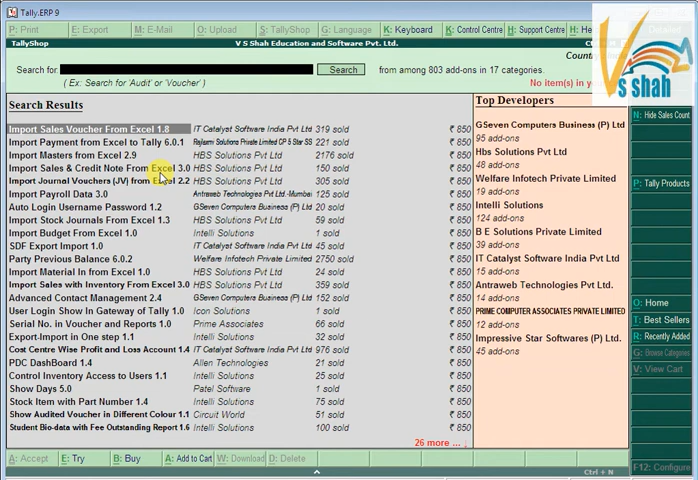 Tally.ERP 9
P: Print E: Export M: E-Mail O: Upload S: TallyShop G: Language K: Keyboard K: Control Centre H: Support Centre H: He
TallyShop V S Shah Education and Software Pvt. Ltd.
Country
Search for Search from among 803 add-ons in 17 categories.
( Ex: Search for 'Audit' or 'Voucher' ) No item(s) in y
Vs shah
Search Results
Import Sales Voucher From Excel 1.8 IT Catalyst Software India Pvt Ltd 319 sold ₹ 850
Import Payment from Excel to Tally 6.0.1 Rajlaxmi Solutions Private Limited CP 5 Star SS 221 sold ₹ 850
Import Masters from Excel 2.9 HBS Solutions Pvt Ltd 2176 sold ₹ 850
Import Sales & Credit Note From Excel 3.0 HBS Solutions Pvt Ltd 150 sold ₹ 850
Import Journal Vouchers (JV) from Excel 2.2 HBS Solutions Pvt Ltd 305 sold ₹ 850
Import Payroll Data 3.0 Antraweb Technologies Pvt Ltd.-Mumbai 125 sold ₹ 850
Auto Login Username Password 1.2 GSeven Computers Business (P) Ltd 20 sold ₹ 850
Import Stock Journals From Excel 1.3 HBS Solutions Pvt Ltd 59 sold ₹ 850
Import Budget From Excel 1.0 Intelli Solutions 1 sold ₹ 850
SDF Export Import 1.0 IT Catalyst Software India Pvt Ltd 45 sold ₹ 850
Party Previous Balance 6.0.2 Welfare Infotech Private Limited 2750 sold ₹ 850
Import Material In from Excel 1.0 HBS Solutions Pvt Ltd 24 sold ₹ 850
Import Sales with Inventory From Excel 3.0 HBS Solutions Pvt Ltd 359 sold ₹ 850
Advanced Contact Management 2.4 GSeven Computers Business (P) Ltd 152 sold ₹ 850
User Login Show In Gateway of Tally 1.0 Icon Solutions 1 sold ₹ 850
Serial No. in Voucher and Reports 1.0 Prime Associates 66 sold ₹ 850
Export-Import in One step 1.1 Intelli Solutions 32 sold ₹ 850
Cost Centre Wise Profit and Loss Account 1.4 IT Catalyst Software India Pvt Ltd 976 sold ₹ 850
PDC DashBoard 1.4 Allen Technologies 21 sold ₹ 850
Control Inventory Access to Users 1.1 Intelli Solutions 25 sold ₹ 850
Show Days 5.0 Patel Software 1 sold ₹ 850
Stock Item with Part Number 1.4 Intelli Solutions 75 sold ₹ 850
Show Audited Voucher in Different Colour 1.1 Circuit World 51 sold ₹ 850
Student Bio-data with Fee Outstanding Report 1.6 Intelli Solutions 100 sold ₹ 850
26 more ... ↓
Top Developers
GSeven Computers Business (P) Ltd
95 add-ons
Hbs Solutions Pvt Ltd
48 add-ons
Welfare Infotech Private Limited
19 add-ons
Intelli Solutions
124 add-ons
B E Solutions Private Limited
39 add-ons
IT Catalyst Software India Pvt Ltd
15 add-ons
Antraweb Technologies Pvt Ltd.
14 add-ons
PRIME COMPUTER ASSOCIATES PRIVATE LIMITED
12 add-ons
Impressive Star Softwares (P) Ltd.
45 add-ons
N: Hide Sales Count
P: Tally Products
O: Home
T: Best Sellers
R: Recently Added
G: Browse Categories
V: View Cart
F12: Configure
A: Accept E: Try B: Buy A: Add to Cart W: Download D: Delete
Ctrl + N